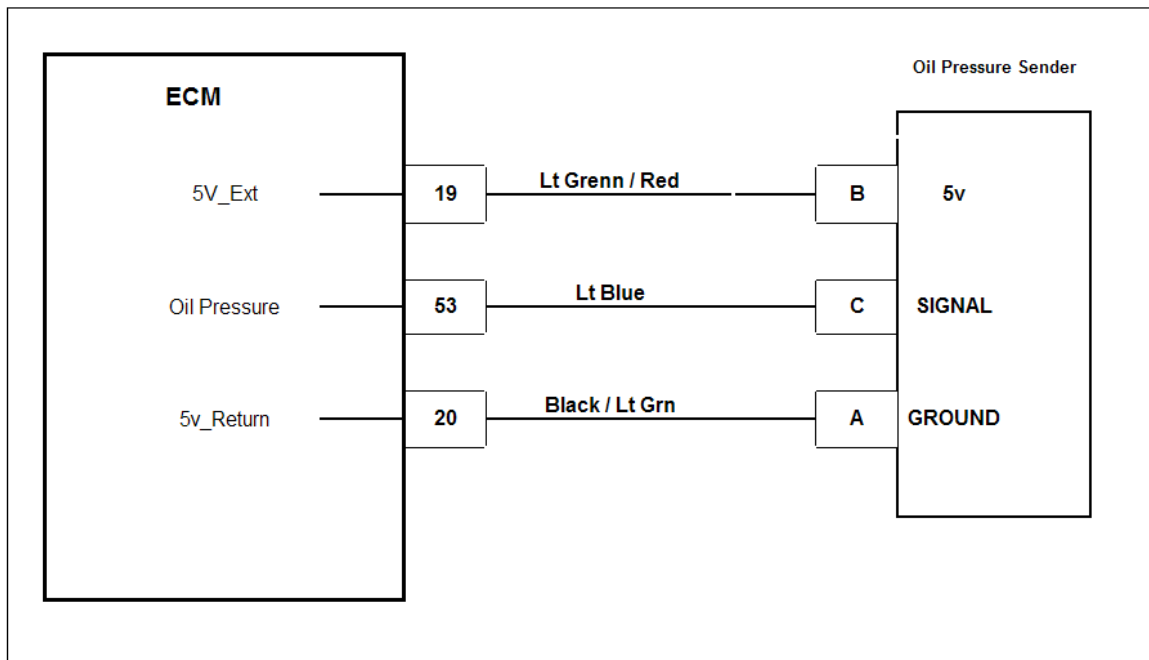 Oil Pressure Sender
ECM
5V_Ext
19
Lt Grenn / Red
B
5v
Oil Pressure
53
Lt Blue
C
SIGNAL
5v_Return
20
Black / Lt Grn
A
GROUND